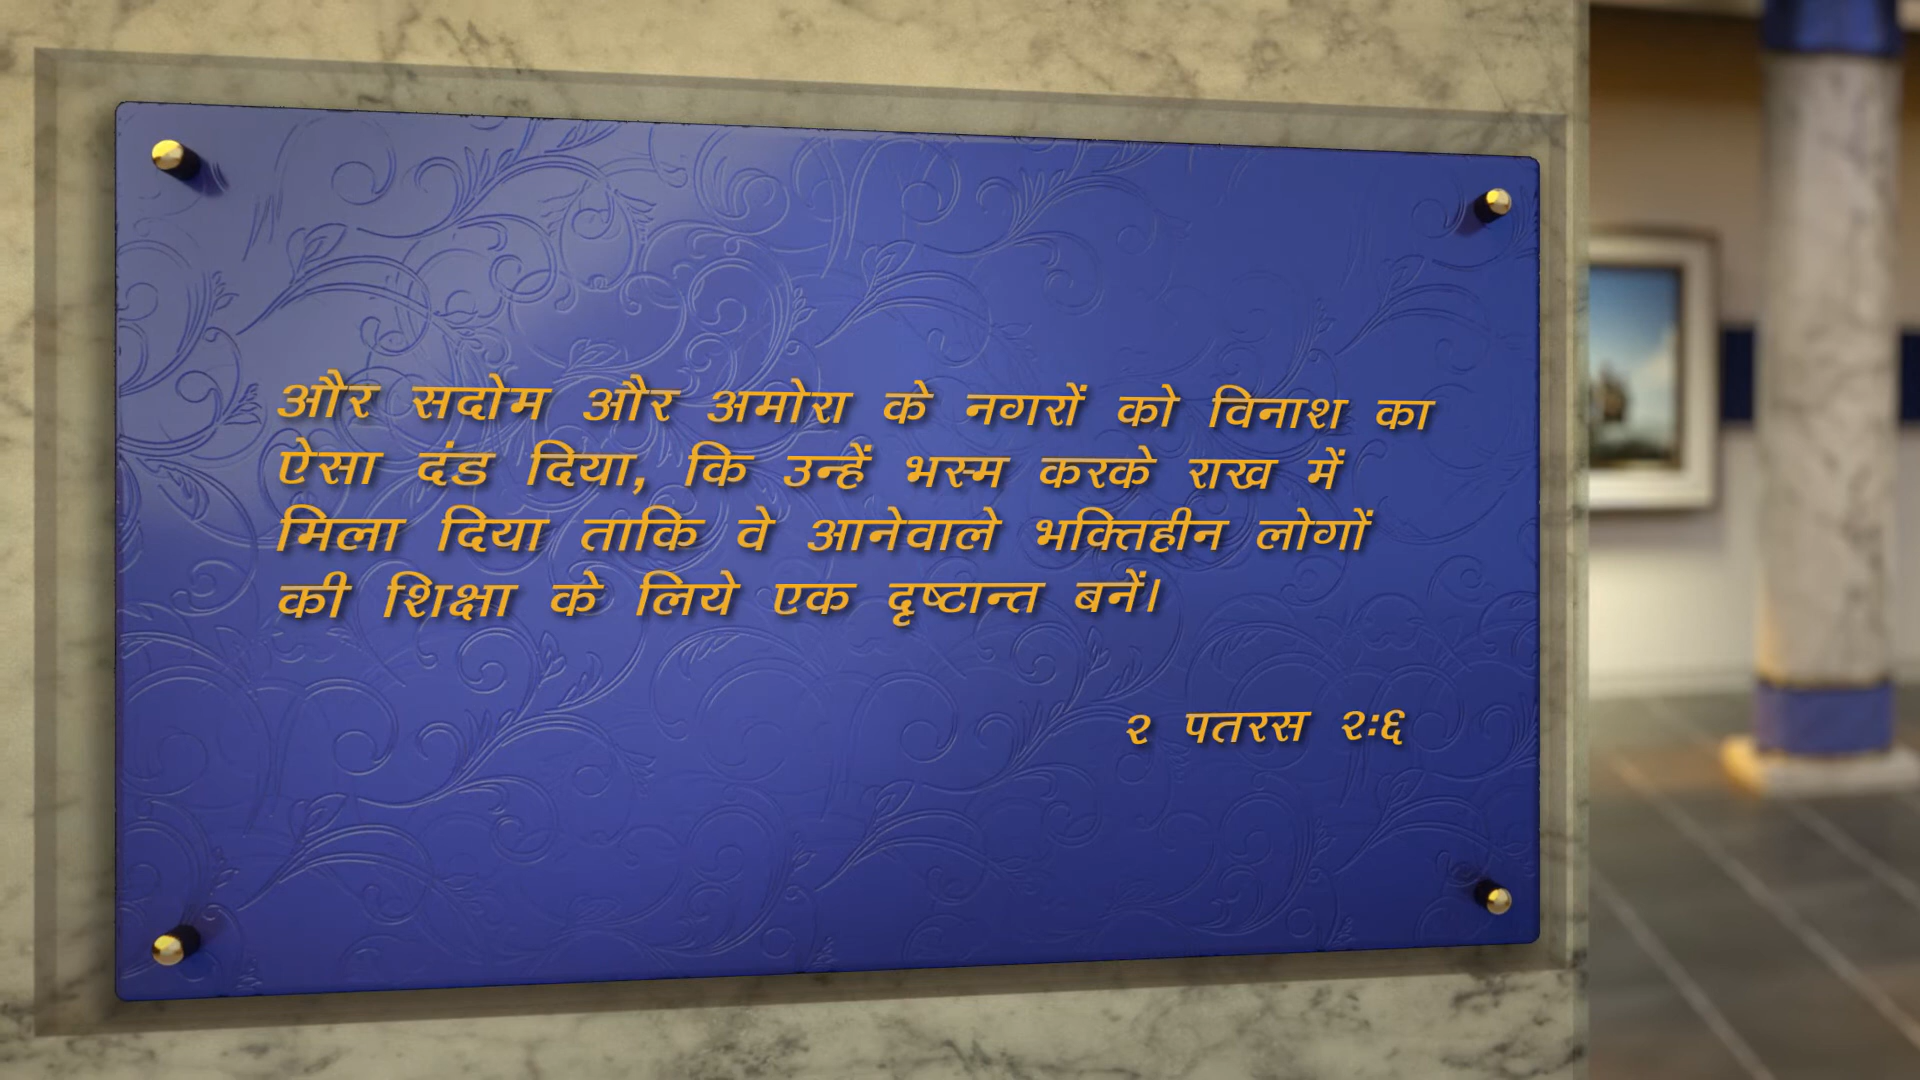 और सदोम और अमोरा के नगरों को विनाश का
ऐसा दंड दिया, कि उन्हें भस्म करके राख में
मिला दिया ताकि वे आनेवाले भक्तिहीन लोगों
की शिक्षा के लिये एक दृष्टान्त बनें।
२ पतरस २:६